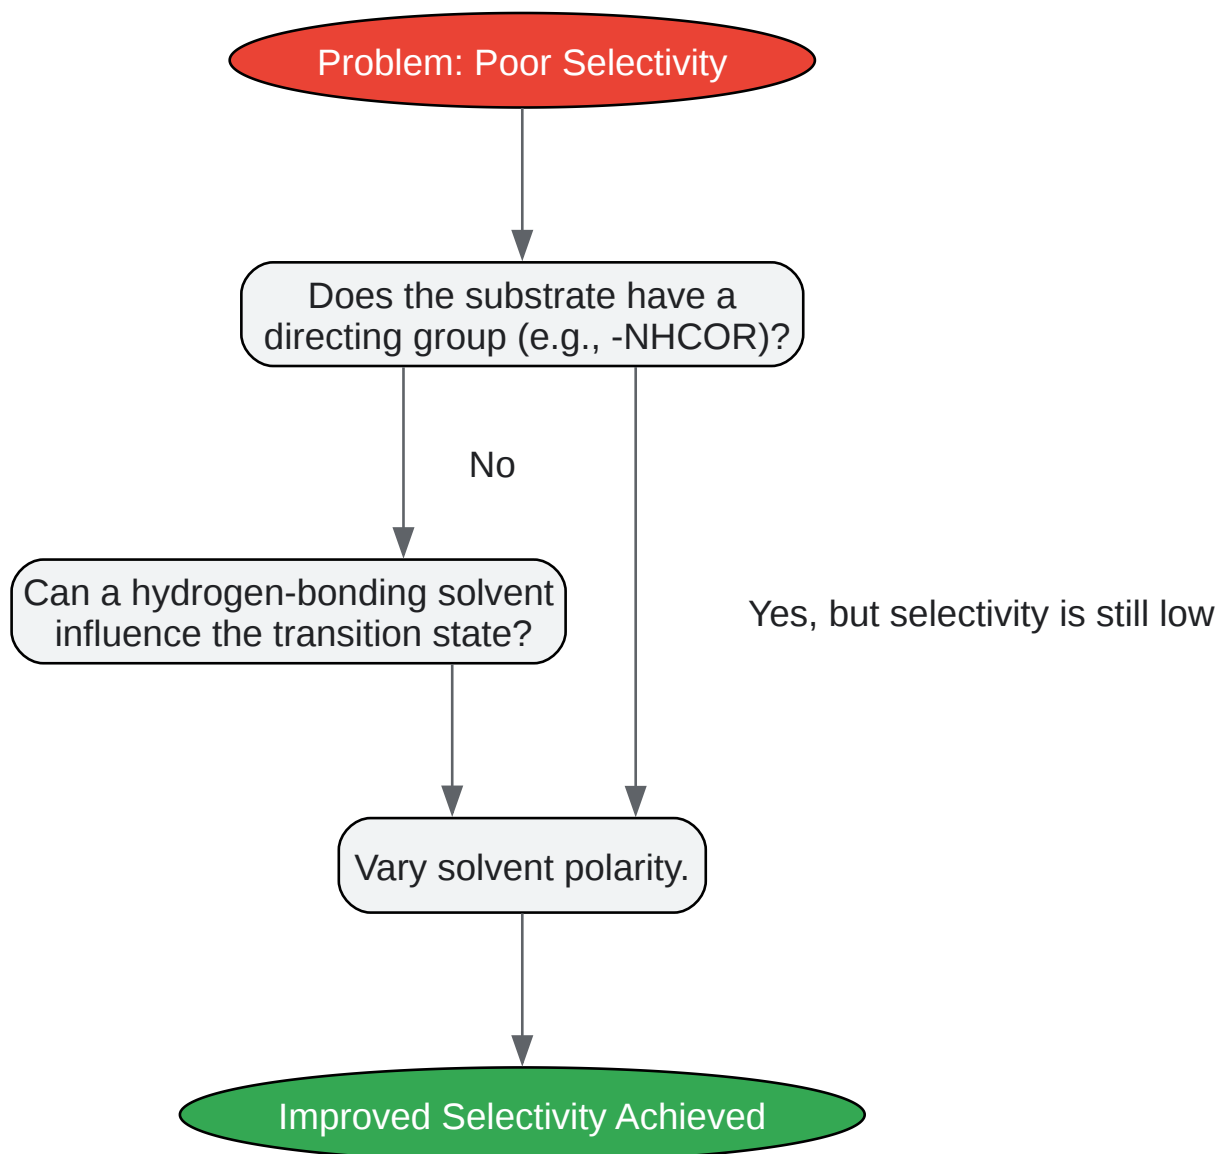 Problem: Poor Selectivity
Does the substrate have a
directing group (e.g., -NHCOR)?
No
Can a hydrogen-bonding solvent
influence the transition state?
Yes, but selectivity is still low
Vary solvent polarity.
Improved Selectivity Achieved